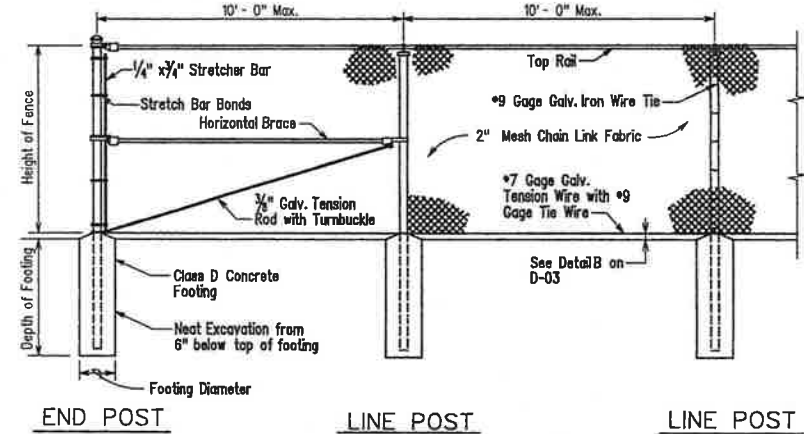 10' - 0" Max.
10' - 0" Max.
1/4" x 3/4" Stretcher Bar
Top Rail
Stretch Bar Bonds
#9 Gage Galv. Iron Wire Tie
Horizontal Brace
2" Mesh Chain Link Fabric
Height of Fence
3/8" Galv. Tension
Rod with Turnbuckle
#7 Gage Galv.
Tension Wire with #9
Gage Tie Wire
See Detail B on
D-03
Class D Concrete
Footing
Depth of Footing
Neat Excavation from
6" below top of footing
Footing Diameter
END POST
LINE POST
LINE POST